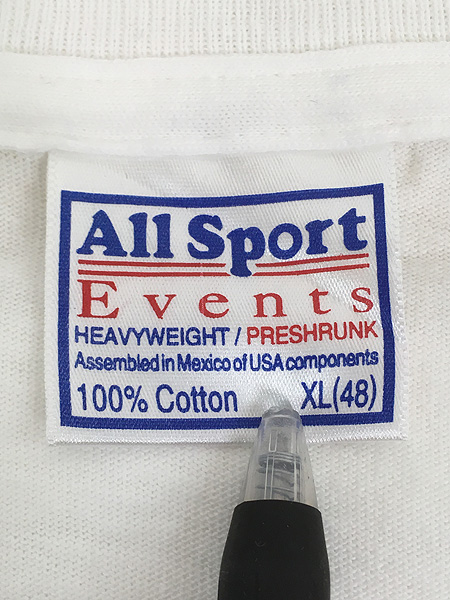 All Sport
Events
HEAVYWEIGHT / PRESHRUNK
Assembled in Mexico of USA components
100% Cotton XL(48)